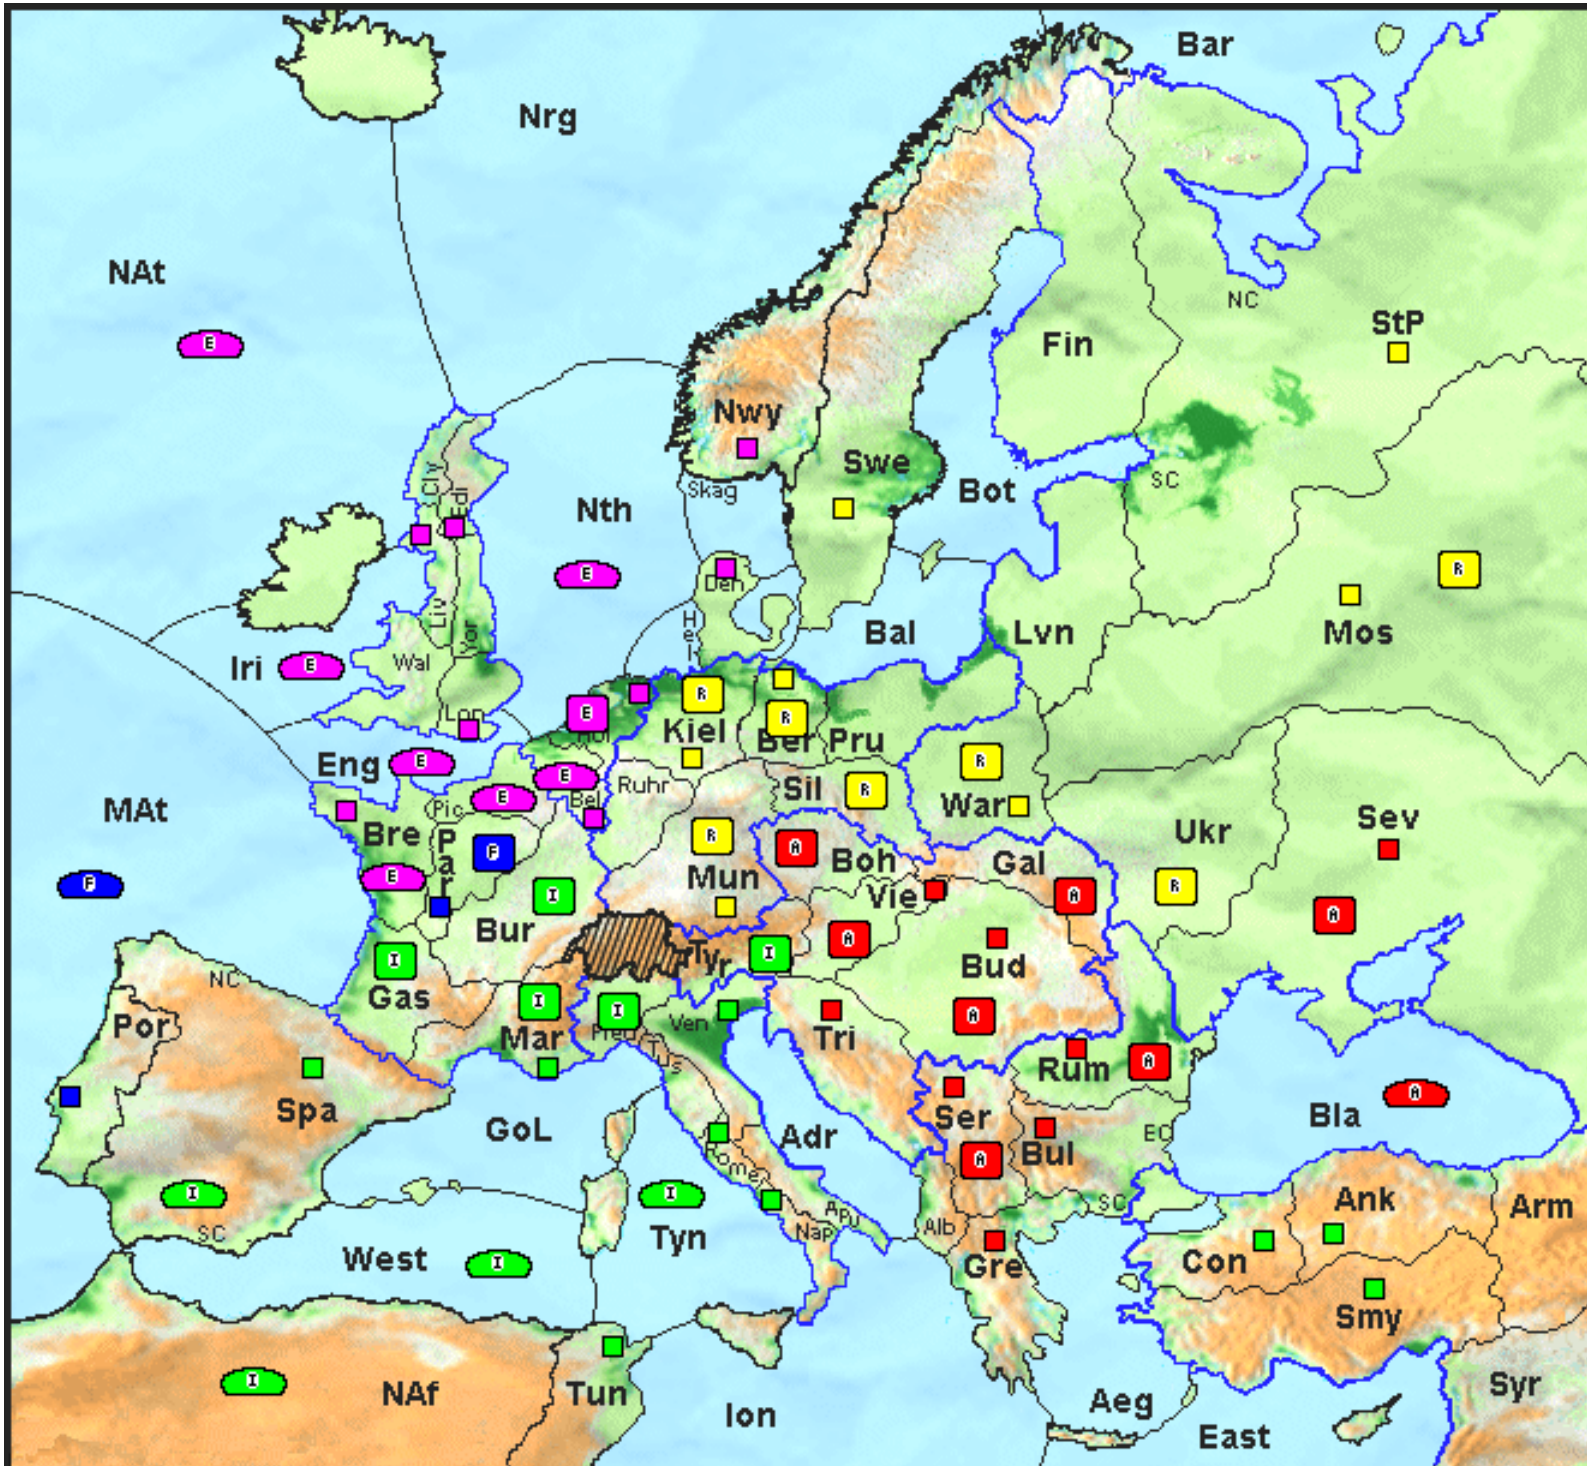 Bar
Nrg
NAt
E
NC
StP
Fin
Nwy
Swe
Skag
Bot
SC
Cly
Edi
Nth
E
R
Den
Hel
Mos
Liv
Yor
Bal
Lvn
Wal
Iri
E
Lon
E
Hol
R
Kiel
R
Ber
Pru
Eng
E
E
Bel
Ruhr
Sil
R
R
War
MAt
Pic
E
Bre
Par
F
R
Mun
A
Boh
Gal
Ukr
Sev
F
E
I
Vie
A
R
A
Bur
A
Tyr
I
Bud
I
Gas
NC
I
Mar
I
Pied
Ven
Tus
Tri
A
Por
Rum
A
Spa
GoL
Adr
Ser
Bul
EC
Bla
A
Rome
A
I
SC
I
Tyn
Apu
Nap
Alb
SC
Ank
Arm
West
I
Gre
Con
Smy
I
NAf
Tun
Ion
Aeg
East
Syr